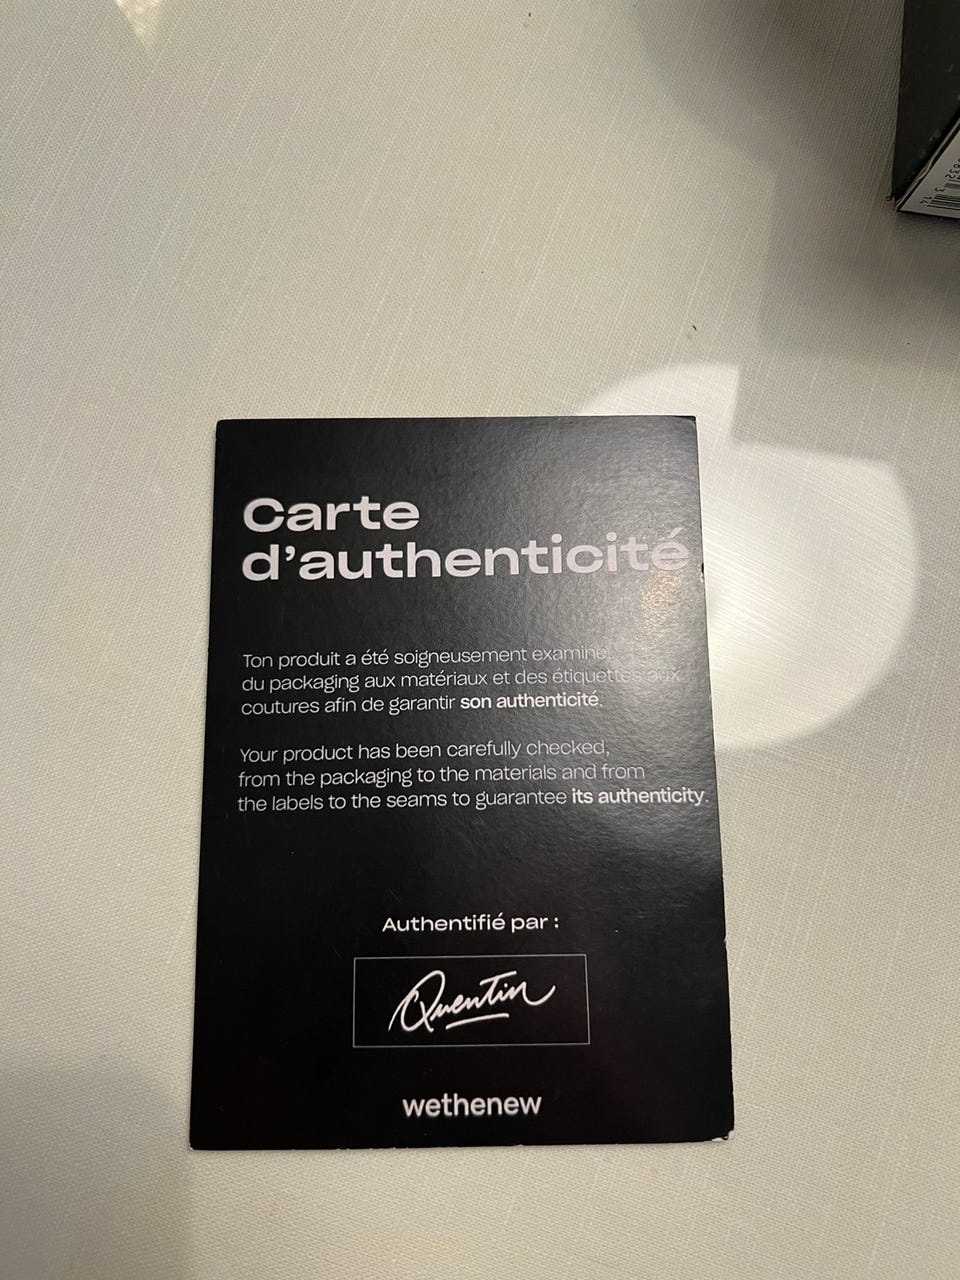 Carte
d'authenticité
Ton produit a été soigneusement examiné,
du packaging aux matériaux et des étiquettes aux
coutures afin de garantir son authenticité.
Your product has been carefully checked,
from the packaging to the materials and from
the labels to the seams to guarantee its authenticity.
Authentifié par :
Quentin
wethenew